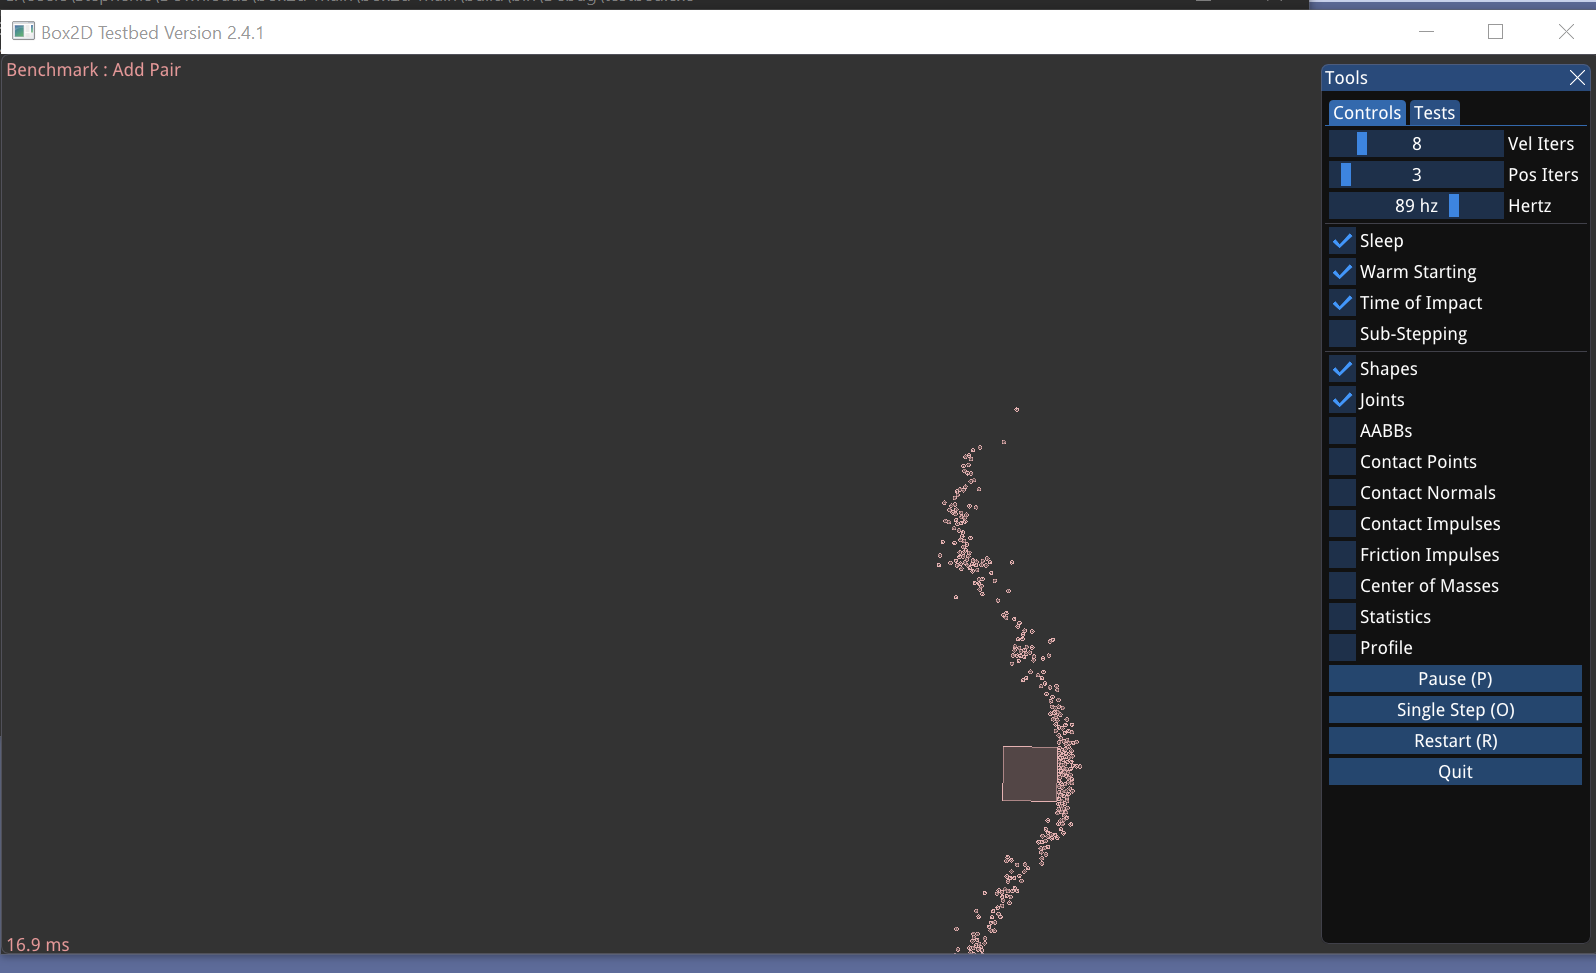 Box2D Testbed Version 2.4.1
Benchmark : Add Pair
Tools
Controls Tests
8 Vel Iters
3 Pos Iters
89 hz Hertz
Sleep
Warm Starting
Time of Impact
Sub-Stepping
Shapes
Joints
AABBs
Contact Points
Contact Normals
Contact Impulses
Friction Impulses
Center of Masses
Statistics
Profile
Pause (P)
Single Step (O)
Restart (R)
Quit
16.9 ms